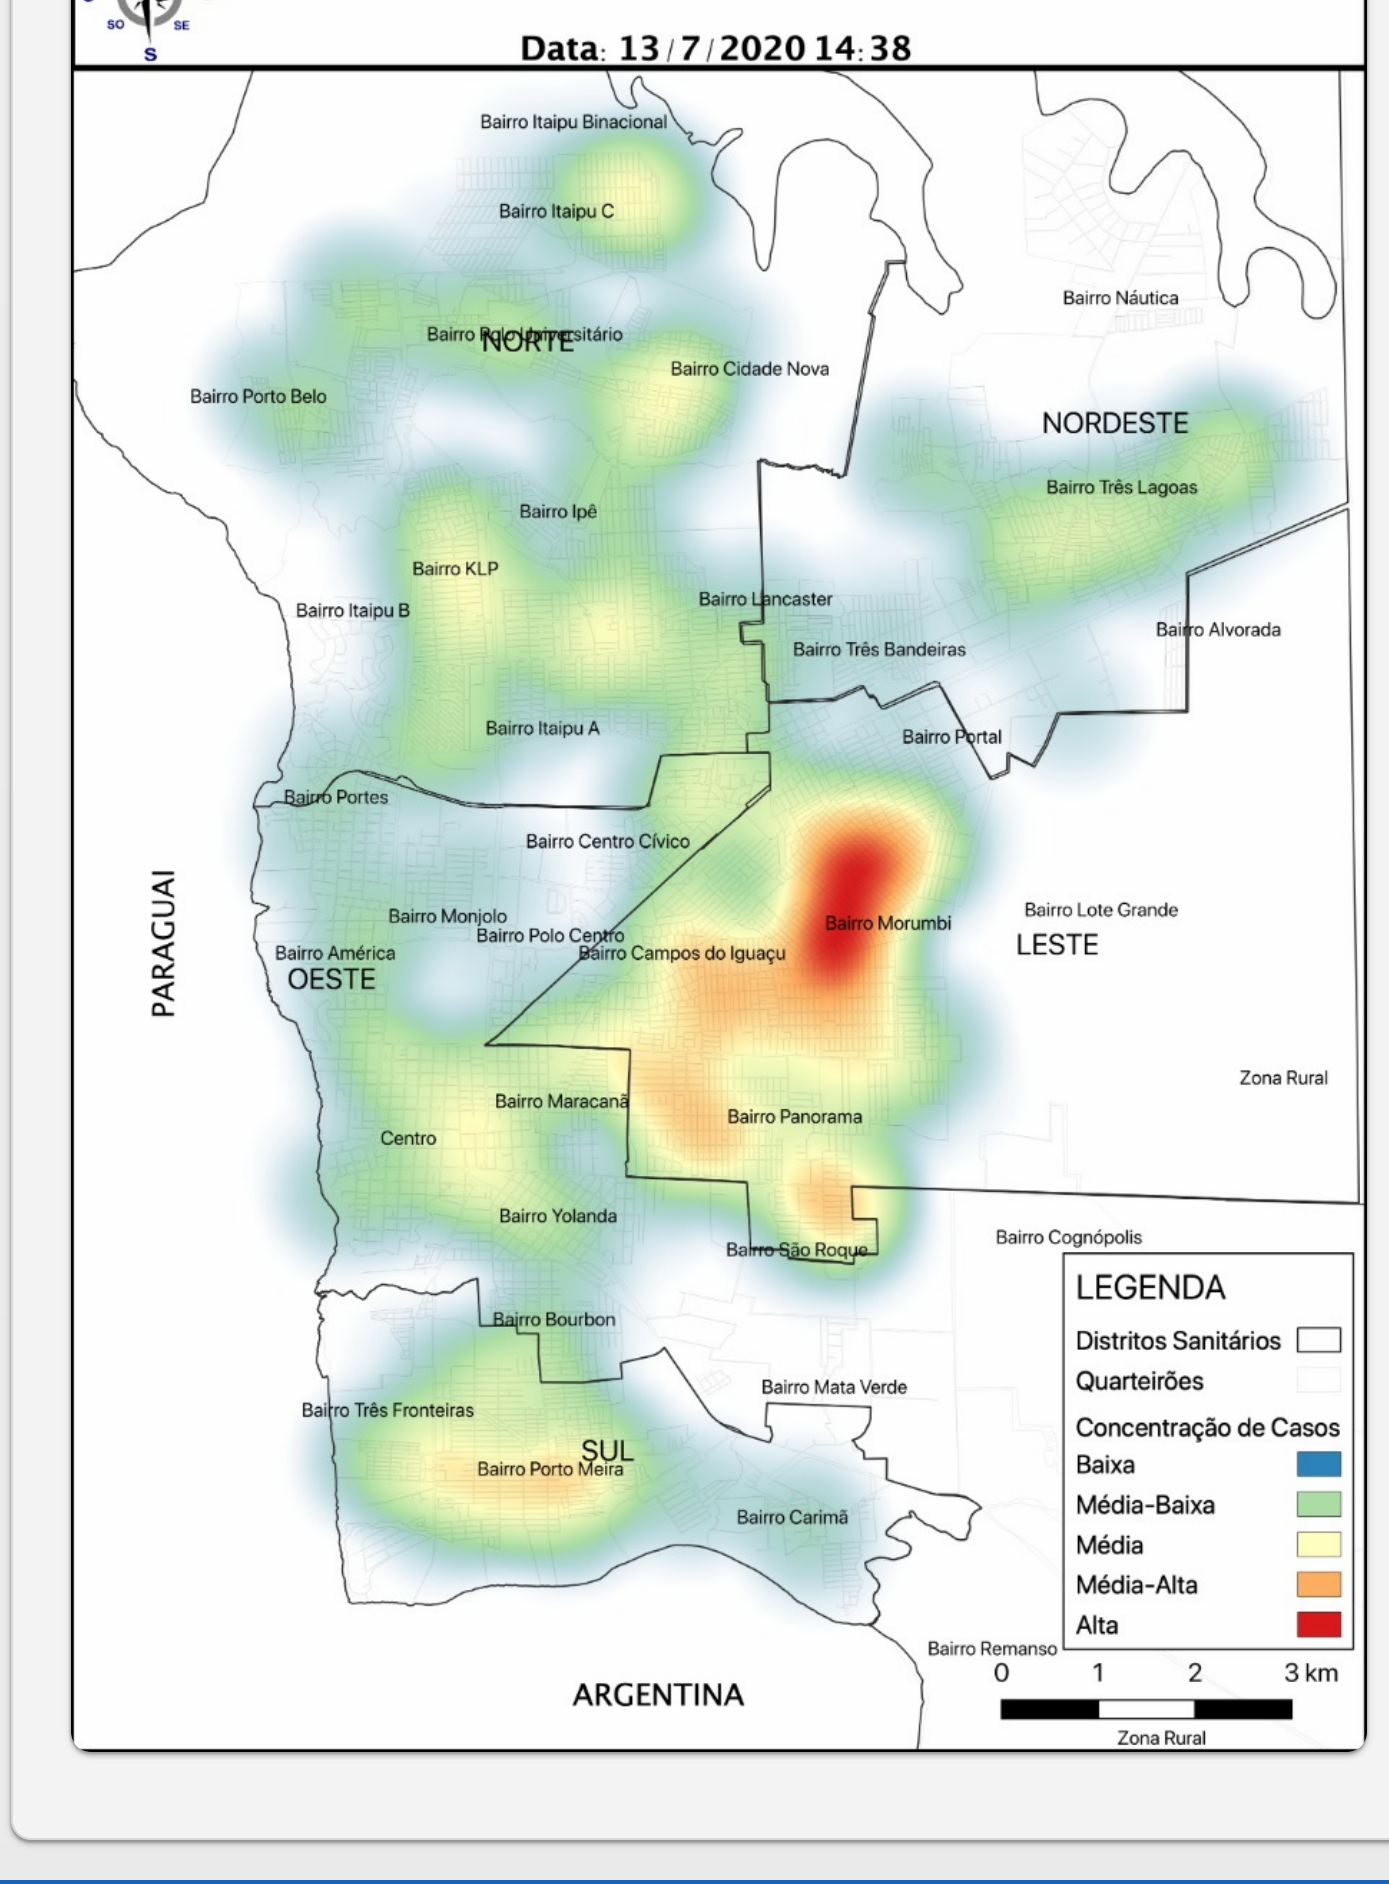 SO
SE
S
Data: 13/7/2020 14:38
Bairro Itaipu Binacional
Bairro Itaipu C
Bairro Náutica
Bairro Polo Universitário
NORTE
Bairro Cidade Nova
Bairro Porto Belo
NORDESTE
Bairro Três Lagoas
Bairro Ipê
Bairro KLP
Bairro Lancaster
Bairro Itaipu B
Bairro Alvorada
Bairro Três Bandeiras
Bairro Itaipu A
Bairro Portal
Bairro Portes
Bairro Centro Cívico
PARAGUAI
Bairro Monjolo
Bairro Lote Grande
Bairro Morumbi
Bairro Polo Centro
LESTE
Bairro América
Bairro Campos do Iguaçu
OESTE
Zona Rural
Bairro Maracanã
Bairro Panorama
Centro
Bairro Yolanda
Bairro Cognópolis
Bairro São Roque
Bairro Bourbon
Bairro Mata Verde
Bairro Três Fronteiras
SUL
Bairro Porto Meira
Bairro Carimã
LEGENDA
Distritos Sanitários
Quarteirões
Concentração de Casos
Baixa
Média-Baixa
Média
Média-Alta
Alta
Bairro Remanso
0 1 2 3 km
ARGENTINA
Zona Rural